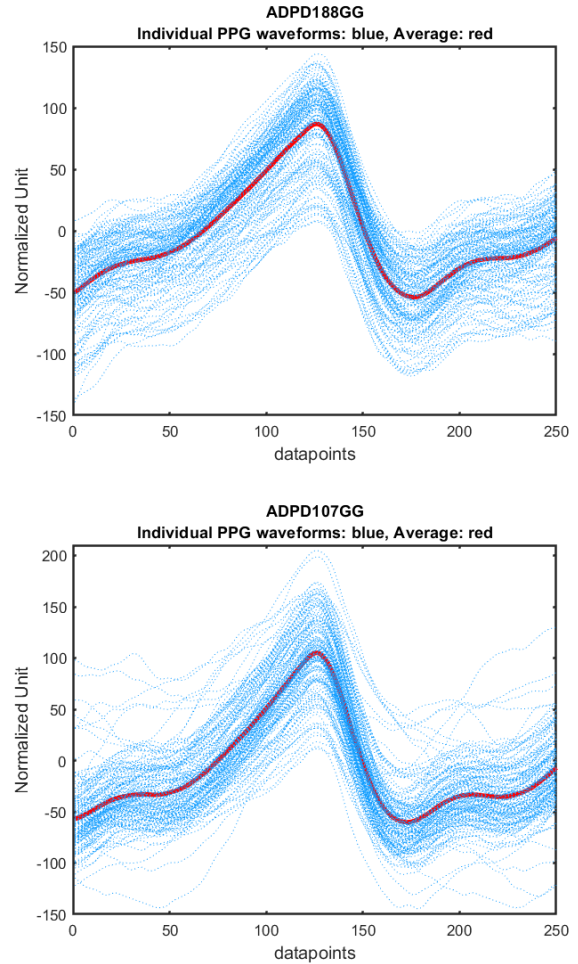 ADPD188GG
Individual PPG waveforms: blue, Average: red
150
100
50
0
-50
-100
-150
Normalized Unit
0 50 100 150 200 250
datapoints
ADPD107GG
Individual PPG waveforms: blue, Average: red
200
150
100
50
0
-50
-100
-150
Normalized Unit
0 50 100 150 200 250
datapoints